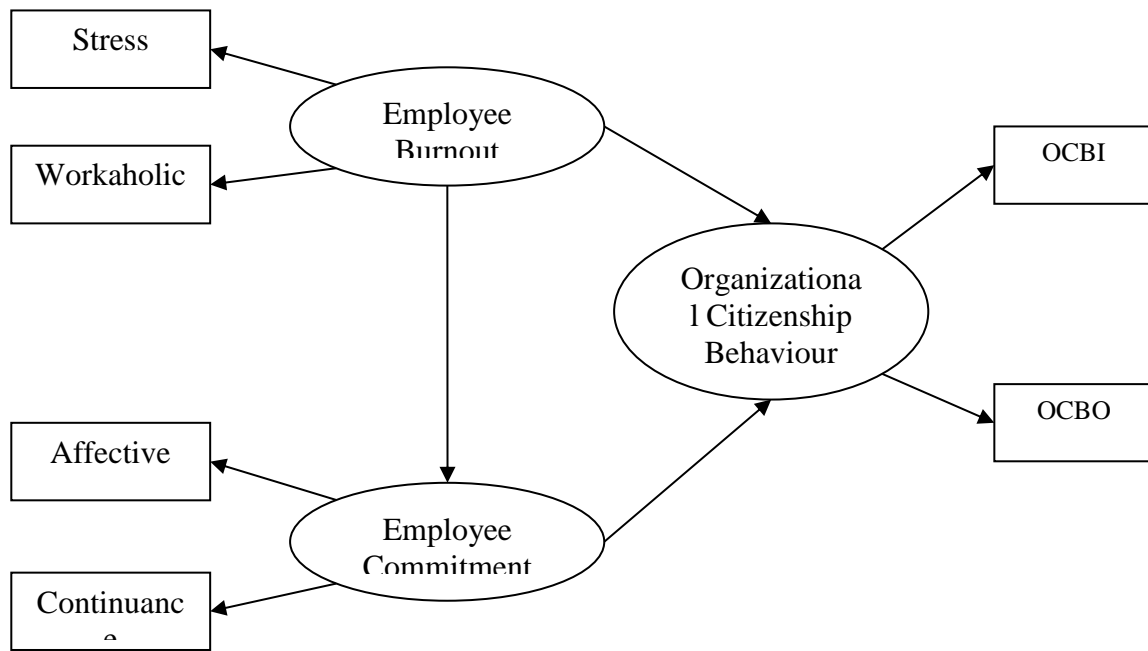 Stress
Employee
Burnout
Workaholic
OCBI
Organizationa
l Citizenship
Behaviour
OCBO
Affective
Employee
Commitment
Continuanc
e